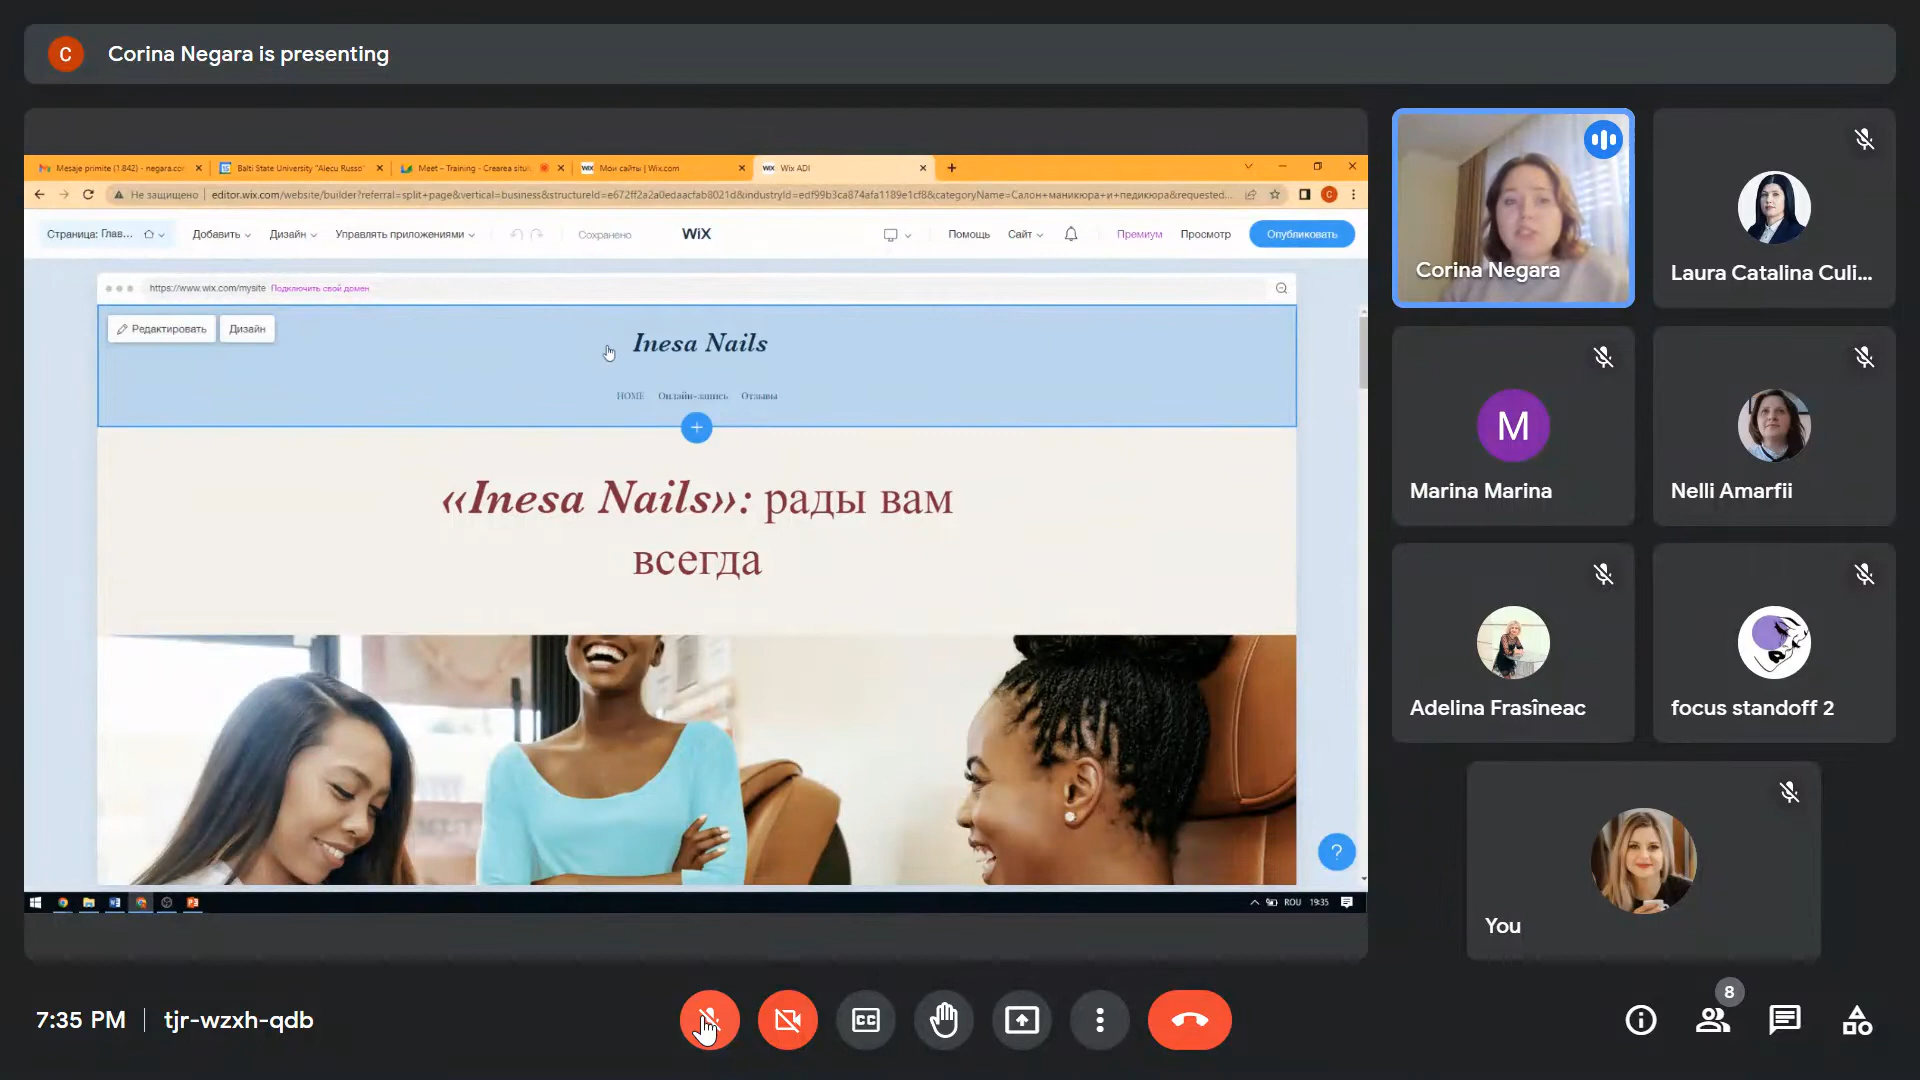 C
Corina Negara is presenting
Mesaje primite (1.842) - negara.co
Balti State University "Alecu Russo"
Meet – Training - Crearea situl
WiX Мои сайты | Wix.com
WiX Wix ADI
Не защищено
editor.wix.com/website/builder?referral=split+page&vertical=business&structureId=e672ff2a2a0edaacfab8021d&industryId=edf99b3ca874afa1189e1cf8&categoryName=Салон+маникюра+и+педикюра&requested...
C
Страница: Глав...
Добавить
Дизайн
Управлять приложениями
Сохранено
WiX
Помощь
Сайт
Премиум
Просмотр
Опубликовать
https://www.wix.com/mysite Подключить свой домен
Редактировать
Дизайн
Inesa Nails
HOME Онлайн-запись Отзывы
«Inesa Nails»: рады вам
всегда
?
ROU 19:35
Corina Negara
Laura Catalina Culi...
M
Marina Marina
Nelli Amarfii
Adelina Frasîneac
focus standoff 2
You
7:35 PM
tjr-wzxh-qdb
CC
8